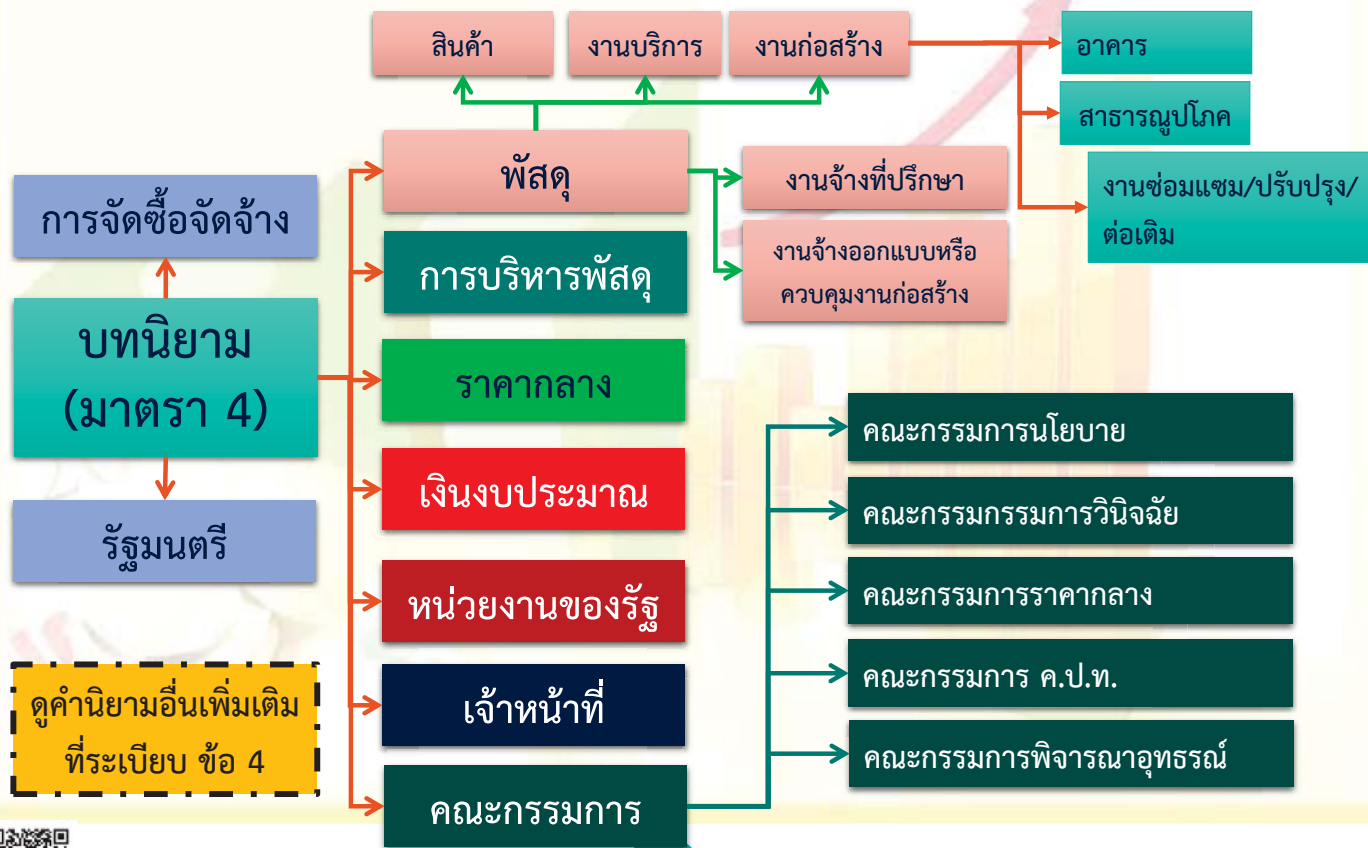 สินค้า
งานบริการ
งานก่อสร้าง
อาคาร
สาธารณูปโภค
งานซ่อมแซม/ปรับปรุง/
ต่อเติม
พัสดุ
งานจ้างที่ปรึกษา
งานจ้างออกแบบหรือ
ควบคุมงานก่อสร้าง
การจัดซื้อจัดจ้าง
บทนิยาม
(มาตรา 4)
รัฐมนตรี
การบริหารพัสดุ
ราคากลาง
เงินงบประมาณ
หน่วยงานของรัฐ
เจ้าหน้าที่
คณะกรรมการ
คณะกรรมการนโยบาย
คณะกรรมกรรมการวินิจฉัย
คณะกรรมการราคากลาง
คณะกรรมการ ค.ป.ท.
คณะกรรมการพิจารณาอุทธรณ์
ดูคำนิยามอื่นเพิ่มเติม
ที่ระเบียบ ข้อ 4